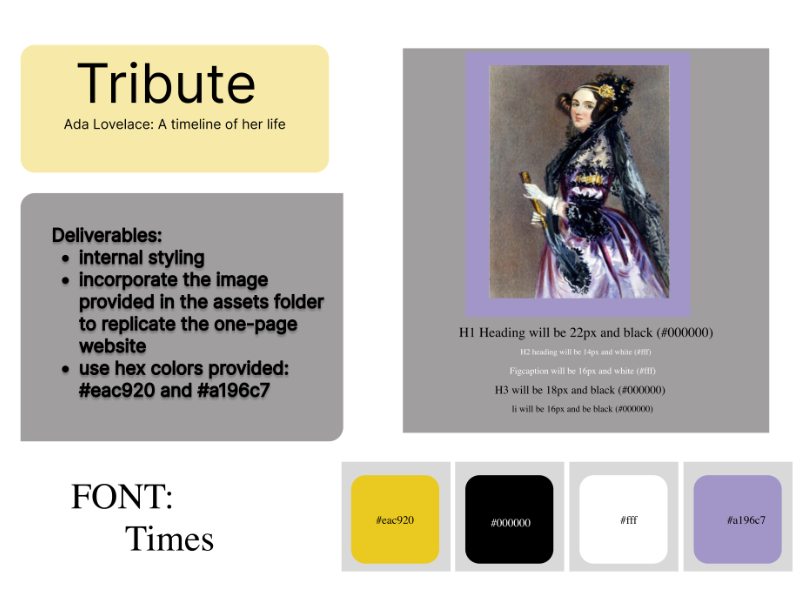 Tribute
Ada Lovelace: A timeline of her life
Deliverables:
• internal styling
• incorporate the image
provided in the assets folder
to replicate the one-page
website
• use hex colors provided:
#eac920 and #a196c7
H1 Heading will be 22px and black (#000000)
H2 heading will be 14px and white (#fff)
Figcaption will be 16px and white (#fff)
H3 will be 18px and black (#000000)
li will be 16px and be black (#000000)
FONT:
Times
#eac920
#000000
#fff
#a196c7